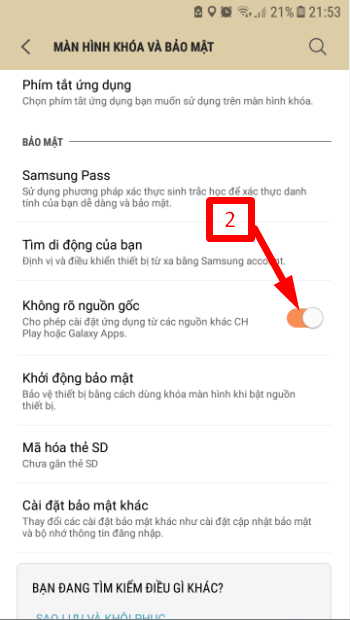 21% 21:53
MÀN HÌNH KHÓA VÀ BẢO MẬT
Phím tắt ứng dụng
Chọn phím tắt ứng dụng bạn muốn sử dụng trên màn hình khóa.
BẢO MẬT
Samsung Pass
Sử dụng phương pháp xác thực sinh trắc học để xác thực danh
tính của bạn dễ dàng và bảo mật.
2
Tìm di động của bạn
Định vị và điều khiển thiết bị từ xa bằng Samsung account.
Không rõ nguồn gốc
Cho phép cài đặt ứng dụng từ các nguồn khác CH
Play hoặc Galaxy Apps.
Khởi động bảo mật
Bảo vệ thiết bị bằng cách dùng khóa màn hình khi bật nguồn
thiết bị.
Mã hóa thẻ SD
Chưa gắn thẻ SD
Cài đặt bảo mật khác
Thay đổi các cài đặt bảo mật khác như cài đặt cập nhật bảo mật
và bộ nhớ thông tin đăng nhập.
BẠN ĐANG TÌM KIẾM ĐIỀU GÌ KHÁC?
SAO LƯU VÀ KHÔI PHỤC